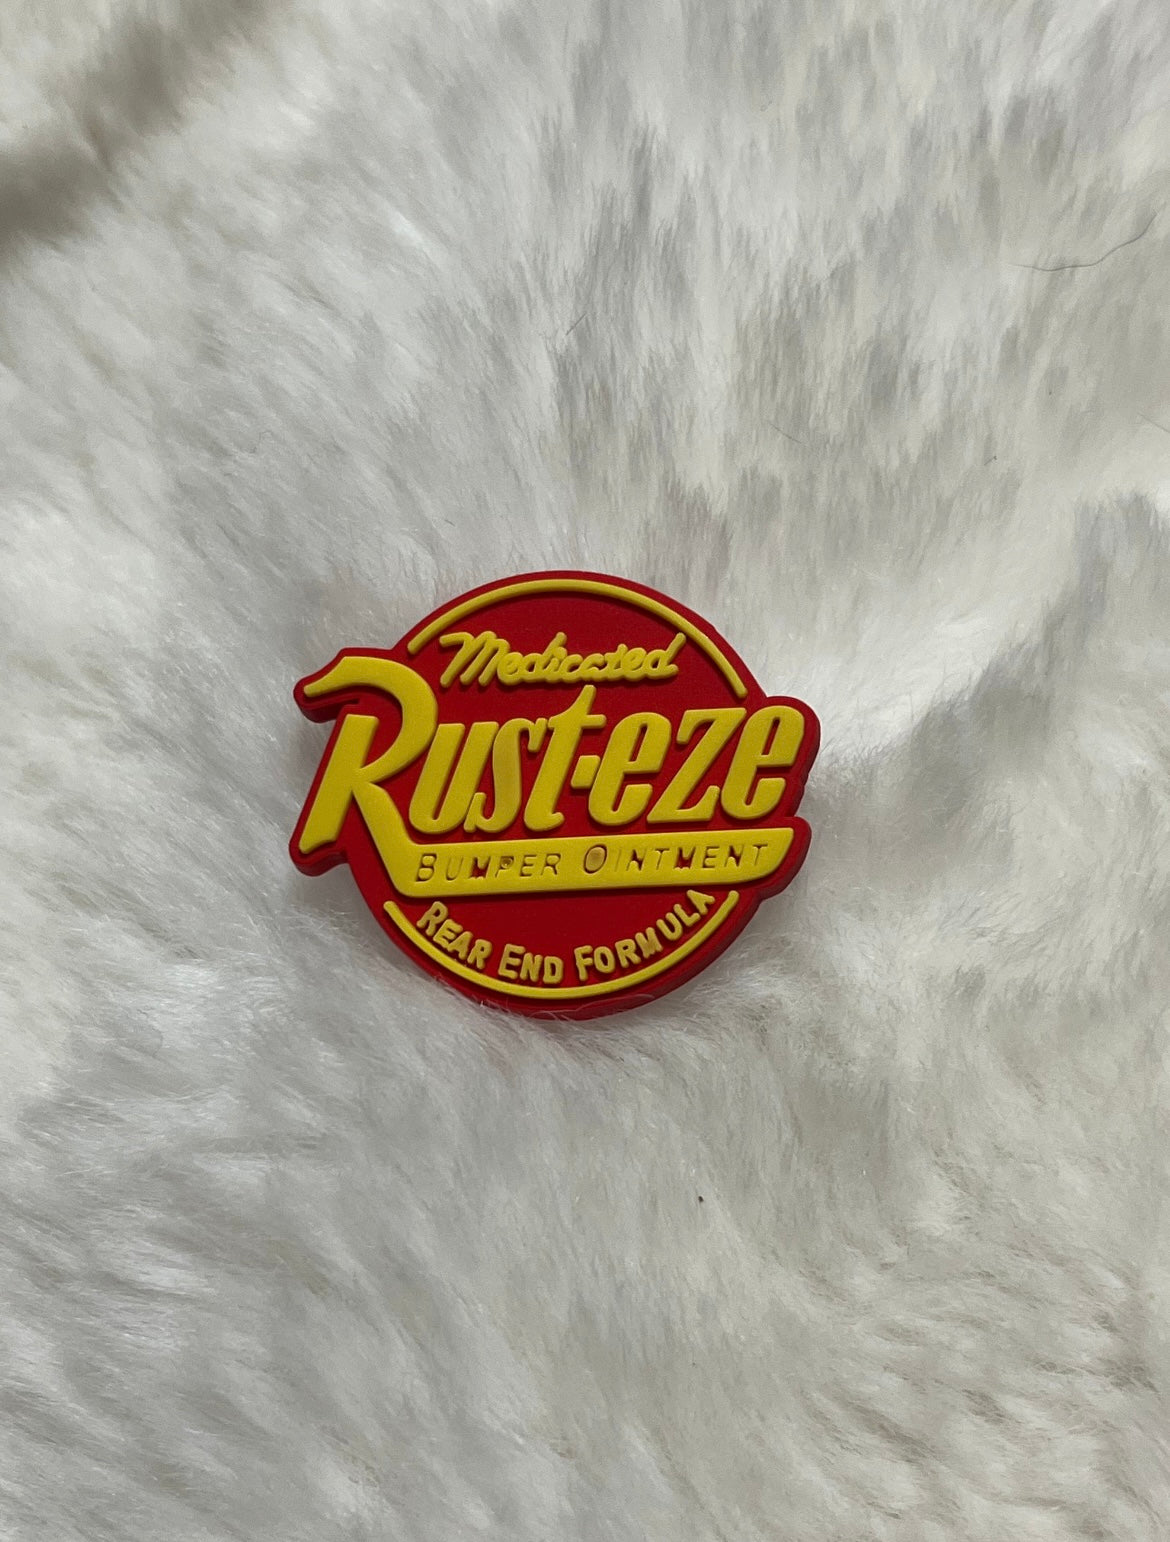 Medicated
Rust-eze
BUMPER OINTMENT
REAR END FORMULA